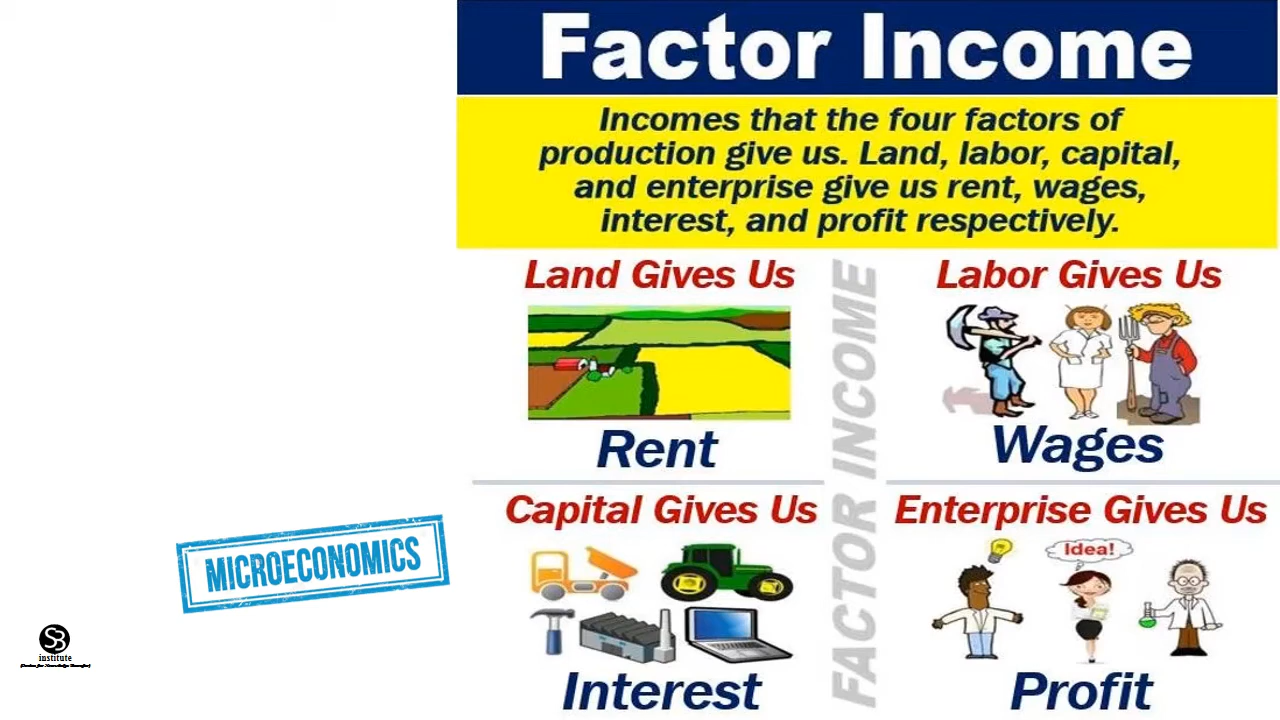 Factor Income
Incomes that the four factors of
production give us. Land, labor, capital,
and enterprise give us rent, wages,
interest, and profit respectively.
Land Gives Us
Rent
Labor Gives Us
Wages
FACTOR INCOME
Capital Gives Us
Interest
Enterprise Gives Us
Idea!
Profit
MICROECONOMICS
SB
institute